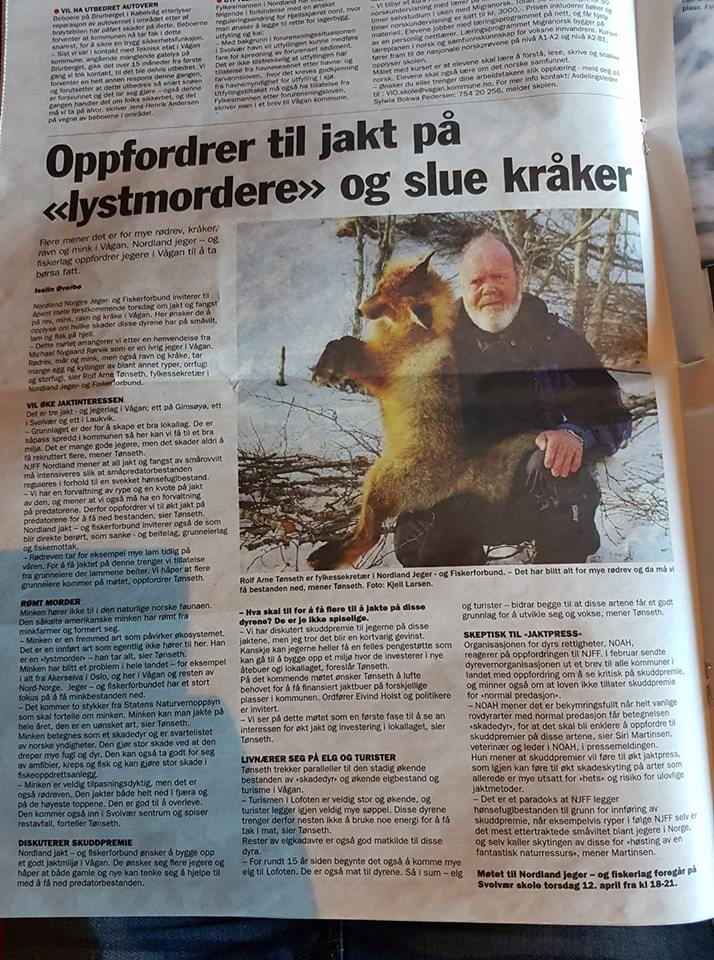 ● VIL HA UTBEDRET AUTOVERN
Beboere på Brurberget i Kabelvåg etterlyser
reparasjon av autovernet i området etter at
brøytebilen har påført skader på dette. Beboerne
forventer at kommunen nå tar tak i dette
snarest, for å sikre en trygg sikkerhetsfunksjon.
– Sist vi var i kontakt med Teknisk etat i Vågan
kommune, angående manglende gatelys på
Brurberget, gikk det over 15 måneder fra første
gang vi tok kontakt, til det ble delvis utbedret. Vi
forventer en helt annen respons denne gangen,
og forutsetter at dette utbedres så snart snøen
er forsvunnet og det lar seg gjøre – også denne
gangen handler det om folks sikkerhet, og det
må vi ta på alvor, skriver Jens-Henrik Andersen
på vegne av beboerne i området.
Fylkesmannen i Nordland har
følgende i forbindelse med en ønsket
reguleringsendring for Hjellskjæret nord, hvor
man ønsker å legge til rette for lagerbygg,
utfylling og kai:
– Med bakgrunn i forurensningssituasjonen
i Svolvær havn vil utfyllingen kunne medføre
fare for spredning av forurenset sediment.
Det er ikke tilstrekkelig at utfyllingen har
tillatelse fra havnevesenet etter havne- og
farvannsloven, hvor det kreves godkjenning
fra havnemyndighet for utfylling i sjø.
Utfyllingstiltaket må også ha tillatelse fra
Fylkesmannen etter forurensningsloven,
skriver man i et brev til Vågan kommune.
norskundervisning med lærer på
timer selvstudium i uken med læringsprogrammet
Migranorsk. Totalt
norskundervisning er satt til 3000,-. Prisen inkluderer bøker og
materiell. Elevene jobber med læringsprogrammet på nett, og får hjelp
av en personlig nettlærer. Læringsprogrammet Migranorsk bygger på
læreplanen i norsk og samfunnskunnskap for voksne innvandrere. Kurset
fører fram til de nasjonale norskprøvene på nivå A1-A2 og nivå A2-B1,
opplyser skolen.
Målet med kurset er at elevene skal lære å forstå, lese, skrive og snakke
norsk. Elevene skal også lære om det norske samfunnet.
– Ønsker du eller trenger dine arbeidstakere slik opplæring - meld deg på
til : VIO.skole@vagan.kommune.no. For mer info kontakt: Avdelingsleder
Sylwia Bokwa Pedersen: 754 20 256, melder skolen.
Oppfordrer til jakt på
«lystmordere» og slue kråker
Flere mener det er for mye rødrev, kråker,
ravn og mink i Vågan. Nordland jeger – og
fiskerlag oppfordrer jegere i Vågan til å ta
børsa fatt.
Iselin Øverbø
Nordland Norges Jeger- og Fiskerforbund inviterer til
åpent møte førstkommende torsdag om jakt og fangst
på rev, mink, ravn og kråke i Vågan. Her ønsker de å
opplyse om hvilke skader disse dyrene har på småvilt,
lam og fisk på hjell.
– Dette møtet arrangerer vi etter en henvendelse fra
Michael Nygaard Rørvik som er en ivrig jeger i Vågan.
Rødrev, mår og mink, men også ravn og kråke, tar
mange egg og kyllinger av blant annet ryper, orrfugl
og storfugl, sier Rolf Arne Tønseth, fylkessekretær i
Nordland Jeger- og Fiskerforbund.
VIL ØKE JAKTINTERESSEN
Det er tre jakt - og jegerlag i Vågan; ett på Gimsøya, ett i
Svolvær og ett i Laukvik.
– Grunnlaget er der for å skape et bra lokallag. De er
såpass spredd i kommunen så her kan vi få til et bra
miljø. Det er mange gode jegere, men det skader aldri å
få rekruttert flere, mener Tønseth.
NJFF Nordland mener at all jakt og fangst av smårovvilt
må intensiveres slik at småpredatorbestanden
reguleres i forhold til en svekket hønsefuglbestand.
– Vi har en forvaltning av rype og en kvote på jakt
av den, og mener at vi også må ha en forvaltning
på predatorene. Derfor oppfordrer vi til økt jakt på
predatorene for å få ned bestanden, sier Tønseth.
Nordland jakt – og fiskerforbund inviterer også de som
blir direkte berørt, som sanke - og beitelag, grunneierlag
og fiskemottak.
– Rødreven tar for eksempel mye lam tidlig på
våren. For å få jaktet på denne trenger vi tillatelse
fra grunneiere der lammene beiter. Vi håper at flere
grunneiere kommer på møtet, oppfordrer Tønseth.
RØMT MORDER
Minken hører ikke til i den naturlige norske faunaen.
Den såkalte amerikanske minken har rømt fra
minkfarmer og formert seg.
– Minken er en fremmed art som påvirker økosystemet.
Det er en innført art som egentlig ikke hører til her. Han
er en «lystmorder» – han tar alt, sier Tønseth.
Minken har blitt et problem i hele landet – for eksempel
i alt fra Akerselva i Oslo, og her i Vågan og resten av
Nord-Norge. Jeger – og fiskerforbundet har et stort
fokus på å få minkbestanden ned.
– Det kommer to stykker fra Statens Naturvernoppsyn
som skal fortelle om minken. Minken kan man jakte på
hele året, den er en uønsket art, sier Tønseth.
Minken betegnes som et skadedyr og er svartelistet
av norske yndigheter. Den gjør stor skade ved at den
dreper mye fugl og dyr. Den kan også ta godt for seg
av amfibier, kreps og fisk og kan gjøre stor skade i
fiskeoppdrettsanlegg.
– Minken er veldig tilpasningsdyktig, men det er
også rødreven. Den jakter både helt ned i fjæra og
på de høyeste toppene. Den er god til å overleve.
Den kommer også inn i Svolvær sentrum og spiser
restavfall, forteller Tønseth.
DISKUTERER SKUDDPREMIE
Nordland jakt – og fiskerforbund ønsker å bygge opp
et godt jaktmiljø i Vågan. De ønsker seg flere jegere og
håper at både gamle og nye kan tenke seg å hjelpe til
med å få ned predatorbestanden.
Rolf Arne Tønseth er fylkessekretær i Nordland Jeger - og Fiskerforbund. – Det har blitt alt for mye rødrev og da må vi
få bestanden ned, mener Tønseth. Foto: Kjell Larsen.
– Hva skal til for å få flere til å jakte på disse
dyrene? De er jo ikke spiselige.
– Vi har diskutert skuddpremie til jegerne på disse
jaktene, men jeg tror det blir en kortvarig gevinst.
Kanskje kan jegerne heller få en felles pengestøtte som
kan gå til å bygge opp et miljø hvor de investerer i nye
åtebuer og lokallaget, foreslår Tønseth.
På det kommende møtet ønsker Tønseth å lufte
behovet for å få finansiert jaktbuer på forskjellige
plasser i kommunen. Ordfører Eivind Holst og politikere
er invitert.
– Vi ser på dette møtet som en første fase til å se an
interessen for økt jakt og investering i lokallaget, sier
Tønseth.
LIVNÆRER SEG PÅ ELG OG TURISTER
Tønseth trekker paralleller til den stadig økende
bestanden av «skadedyr» og økende elgbestand og
turisme i Vågan.
– Turismen i Lofoten er veldig stor og økende, og
turister legger igjen veldig mye søppel. Disse dyrene
trenger derfor nesten ikke å bruke noe energi for å få
tak i mat, sier Tønseth.
Rester av elgkadavre er også god matkilde til disse
dyra.
– For rundt 15 år siden begynte det også å komme mye
elg til Lofoten. De er også mat til dyrene. Så i sum – elg
og turister – bidrar begge til at disse artene får et godt
grunnlag til å utvikle seg og vokse, mener Tønseth.
SKEPTISK TIL «JAKTPRESS»
Organisasjonen for dyrs rettigheter, NOAH,
reagerer på oppfordringen til NJFF. I februar sendte
dyrevernorganisasjonen ut et brev til alle kommuner i
landet med oppfordring om å se kritisk på skuddpremie,
og minner også om at loven ikke tillater skuddpremie
for «normal predasjon».
– NOAH mener det er bekymringsfullt når helt vanlige
rovdyrarter med normal predasjon får betegnelsen
«skadedyr», for at det skal bli enklere å oppfordre til
skuddpremie på disse artene, sier Siri Martinsen,
veterinær og leder i NOAH, i pressemeldingen.
Hun mener at skuddpremier vil føre til økt jaktpress,
som igjen kan føre til økt skadeskyting på arter som
allerede er mye utsatt for «hets» og risiko for ulovlige
jaktmetoder.
– Det er et paradoks at NJFF legger
hønsefuglbestanden til grunn for innføring av
skuddpremie, når eksempelvis ryper i følge NJFF selv er
det mest ettertraktede småviltet blant jegere i Norge,
og selv kaller skytingen av disse for «høsting av en
fantastisk naturressurs», mener Martinsen.
Møtet til Nordland jeger – og fiskerlag foregår på
Svolvær skole torsdag 12. april fra kl 18-21.